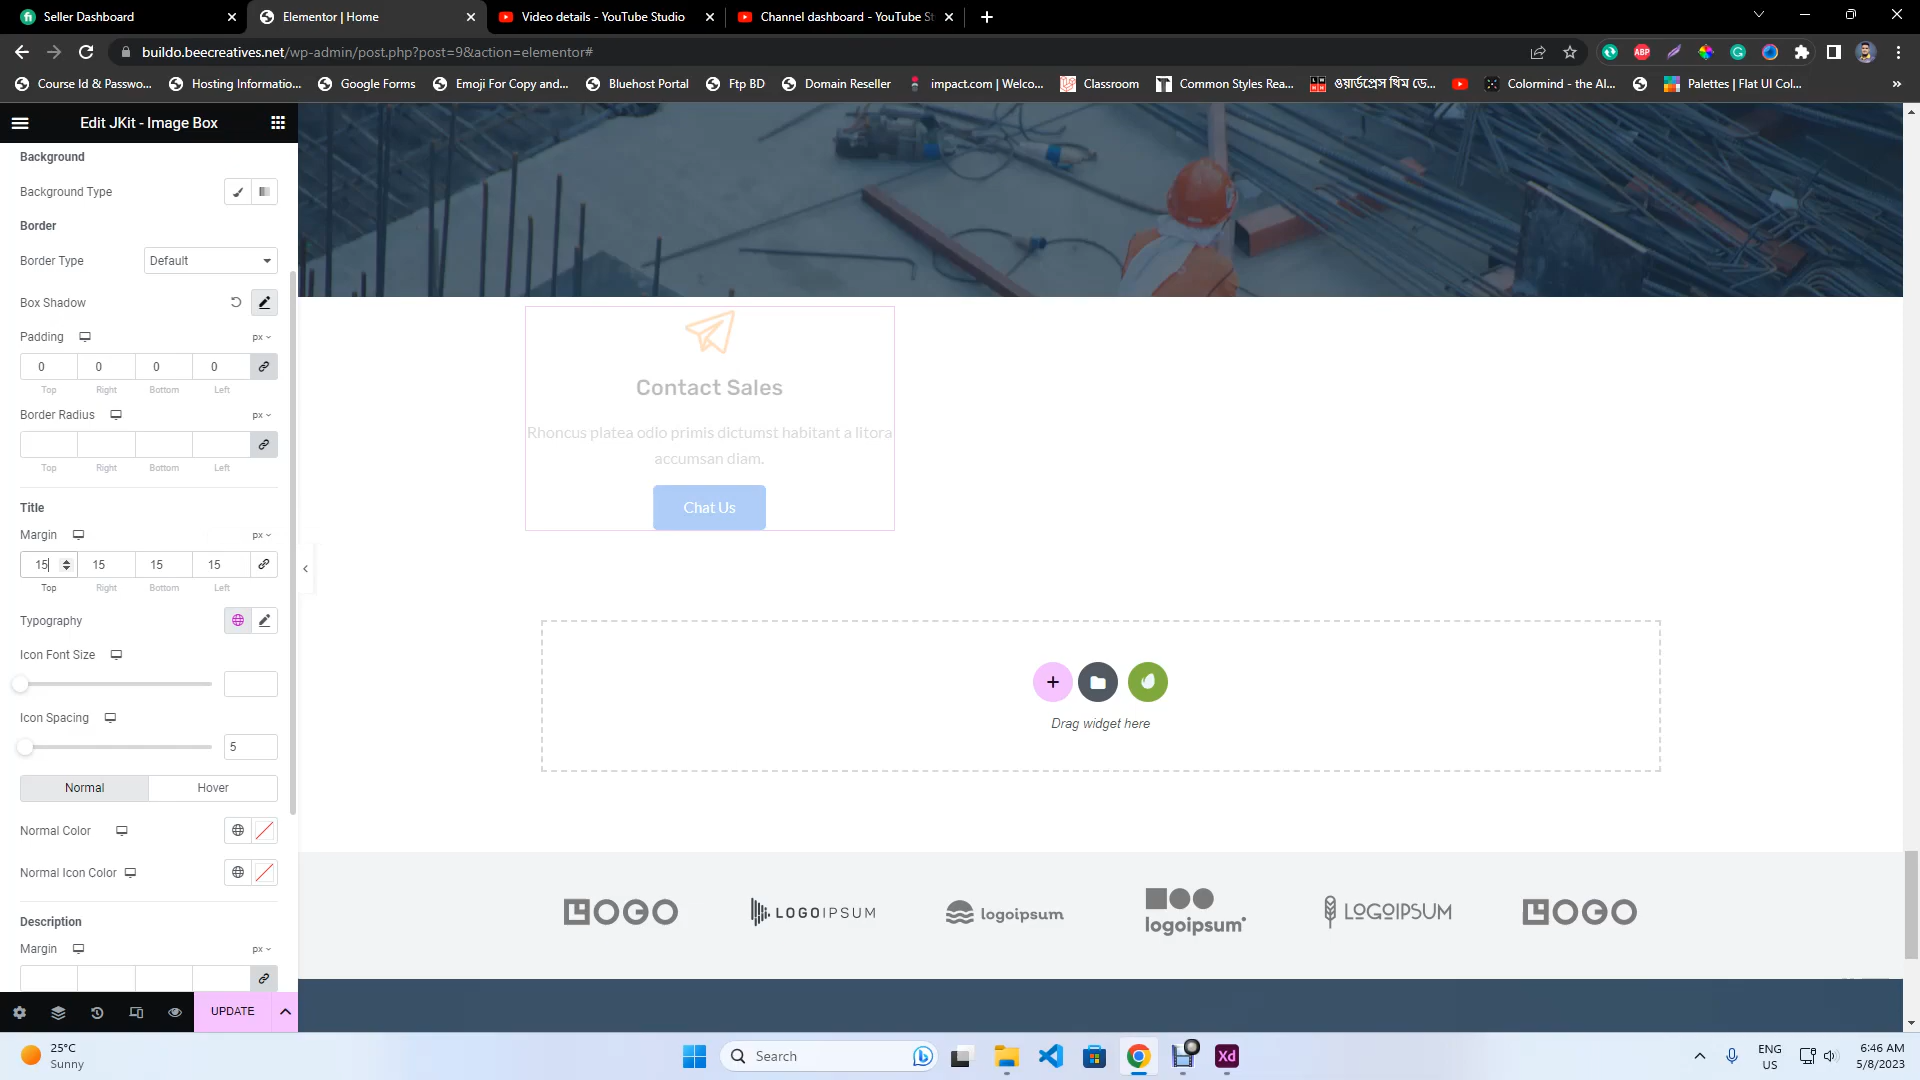 Seller Dashboard
Elementor | Home
Video details - YouTube Studio
Channel dashboard - YouTube St
buildo.beecreatives.net/wp-admin/post.php?post=9&action=elementor#
ABP
Course Id & Passwo...
Hosting Informatio...
Google Forms
Emoji For Copy and...
Bluehost Portal
Ftp BD
Domain Reseller
impact.com | Welco...
Classroom
Common Styles Rea...
ওয়ার্ডপ্রেস থিম ডে...
Colormind - the AI...
Palettes | Flat UI Col...
Edit JKit - Image Box
Background
Background Type
Border
Border Type
Default
Box Shadow
Padding
px
0 0 0 0
Top Right Bottom Left
Border Radius
px
Top Right Bottom Left
Title
Margin
px
15 15 15 15
Top Right Bottom Left
Typography
Icon Font Size
Icon Spacing
5
Normal
Hover
Normal Color
Normal Icon Color
Description
Margin
px
UPDATE
Contact Sales
Rhoncus platea odio primis dictumst habitant a litora
accumsan diam.
Chat Us
Drag widget here
LOGO
LOGOIPSUM
logoipsum
logoipsum
LOGOIPSUM
LOGO
25°C
Sunny
Search
Xd
ENG
US
6:46 AM
5/8/2023